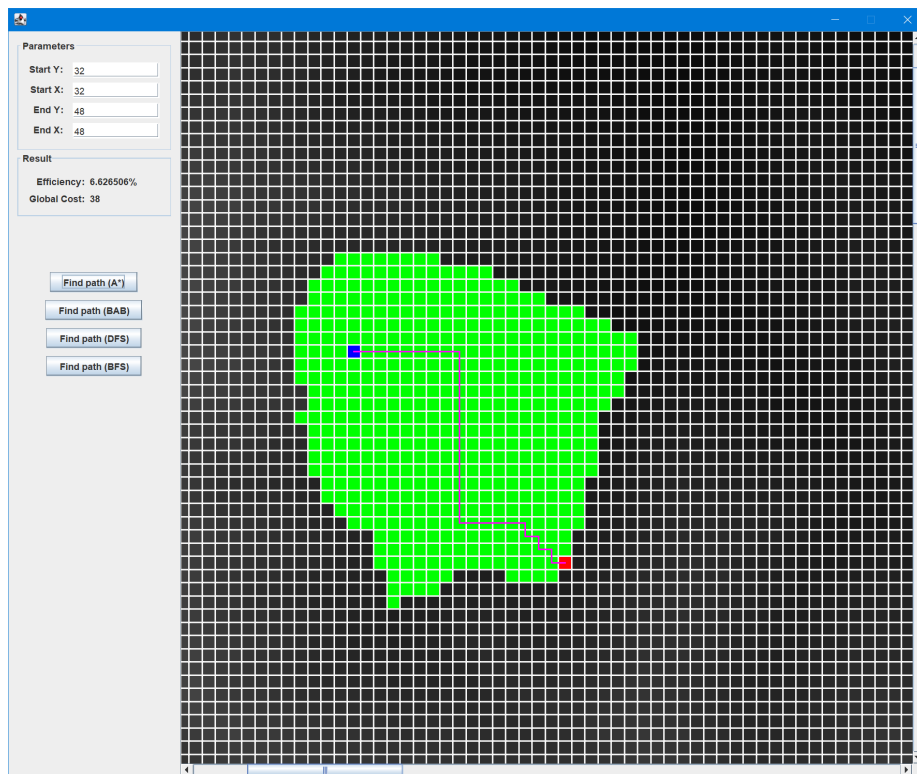 Parameters
Start Y: 32
Start X: 32
End Y: 48
End X: 48
Result
Efficiency: 6.626506%
Global Cost: 38
Find path (A*)
Find path (BAB)
Find path (DFS)
Find path (BFS)